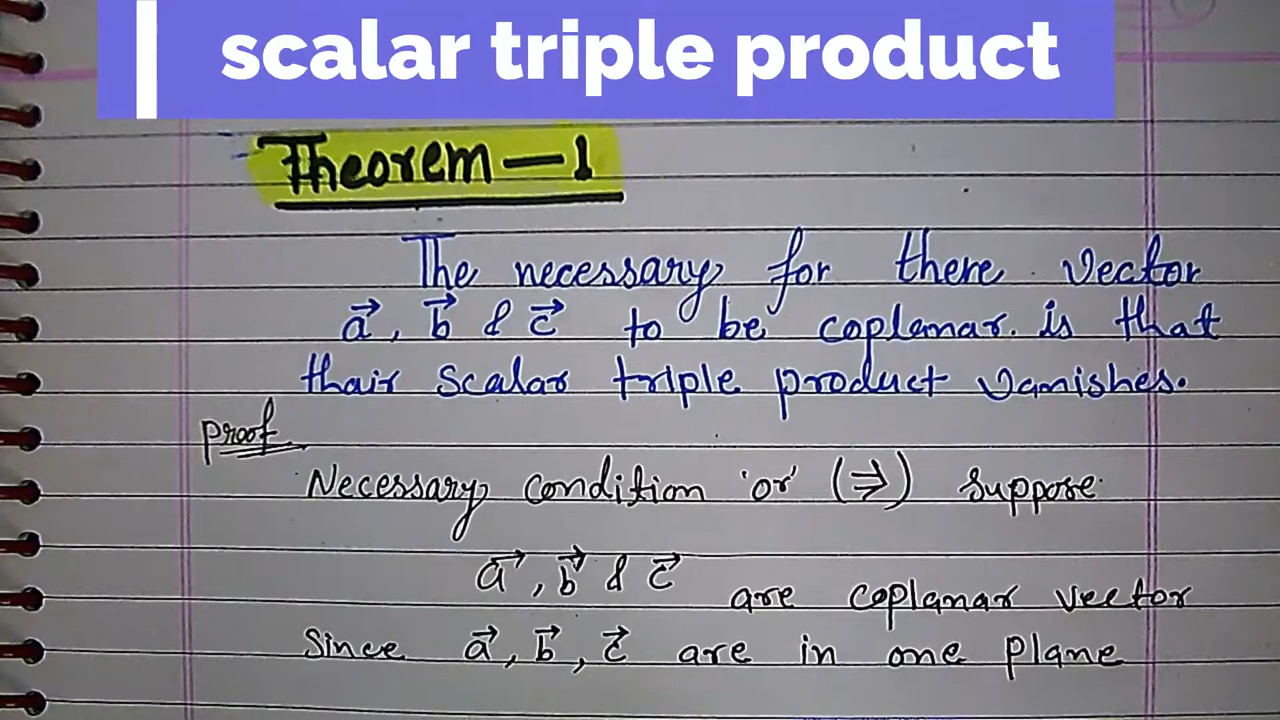 scalar triple product
Theorem-1
The necessary for there vector
a⃗, b⃗ & c⃗ to be coplanar. is that
thair scalar triple product vanishes.
Proof
Necessary condition 'or' (⇒) suppose
a⃗, b⃗ & c⃗ are coplanar vector
Since a⃗, b⃗, c⃗ are in one plane